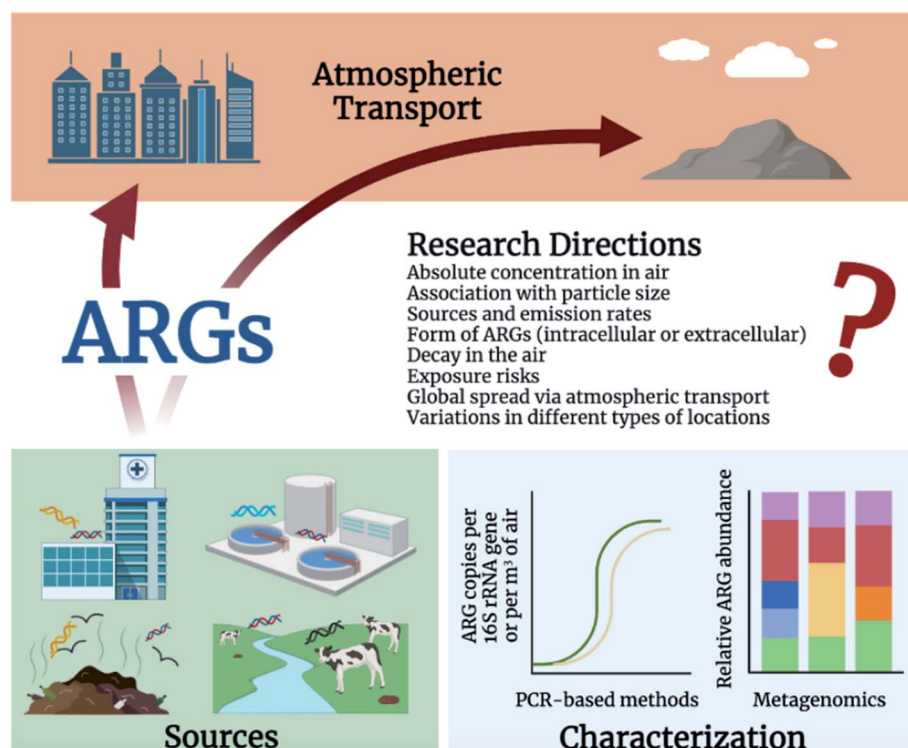 Atmospheric
Transport
ARGs
Research Directions
Absolute concentration in air
Association with particle size
Sources and emission rates
Form of ARGs (intracellular or extracellular)
Decay in the air
Exposure risks
Global spread via atmospheric transport
Variations in different types of locations
?
Sources
ARG copies per
16S rRNA gene
or per m³ of air
PCR-based methods
Relative ARG abundance
Metagenomics
Characterization